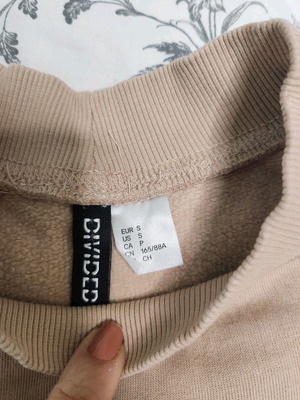 DIVIDED
EUR S
US S
CA P
CN 165/88A
CH